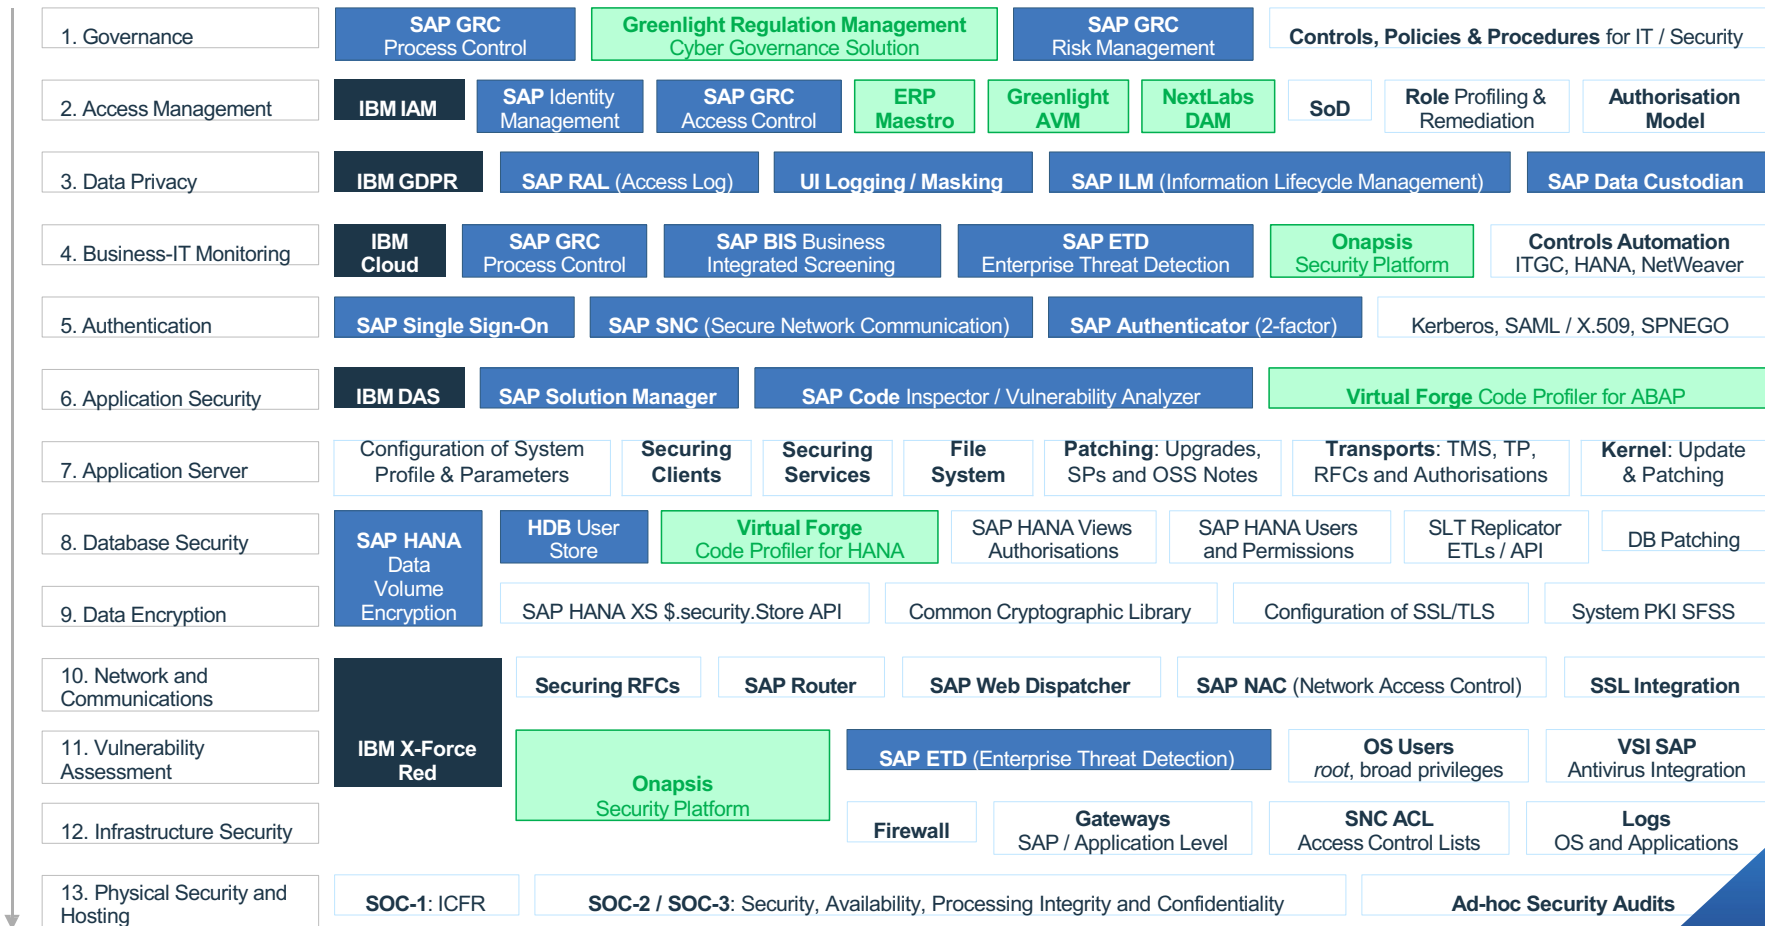 1. Governance
SAP GRC
Process Control
Greenlight Regulation Management
Cyber Governance Solution
SAP GRC
Risk Management
Controls, Policies & Procedures for IT / Security
2. Access Management
IBM IAM
SAP Identity
Management
SAP GRC
Access Control
ERP
Maestro
Greenlight
AVM
NextLabs
DAM
SoD
Role Profiling &
Remediation
Authorisation
Model
3. Data Privacy
IBM GDPR
SAP RAL (Access Log)
UI Logging / Masking
SAP ILM (Information Lifecycle Management)
SAP Data Custodian
4. Business-IT Monitoring
IBM
Cloud
SAP GRC
Process Control
SAP BIS Business
Integrated Screening
SAP ETD
Enterprise Threat Detection
Onapsis
Security Platform
Controls Automation
ITGC, HANA, NetWeaver
5. Authentication
SAP Single Sign-On
SAP SNC (Secure Network Communication)
SAP Authenticator (2-factor)
Kerberos, SAML / X.509, SPNEGO
6. Application Security
IBM DAS
SAP Solution Manager
SAP Code Inspector / Vulnerability Analyzer
Virtual Forge Code Profiler for ABAP
7. Application Server
Configuration of System
Profile & Parameters
Securing
Clients
Securing
Services
File
System
Patching: Upgrades,
SPs and OSS Notes
Transports: TMS, TP,
RFCs and Authorisations
Kernel: Update
& Patching
8. Database Security
SAP HANA
Data
Volume
Encryption
HDB User
Store
Virtual Forge
Code Profiler for HANA
SAP HANA Views
Authorisations
SAP HANA Users
and Permissions
SLT Replicator
ETLs / API
DB Patching
9. Data Encryption
SAP HANA XS $.security.Store API
Common Cryptographic Library
Configuration of SSL/TLS
System PKI SFSS
10. Network and
Communications
IBM X-Force
Red
Securing RFCs
SAP Router
SAP Web Dispatcher
SAP NAC (Network Access Control)
SSL Integration
11. Vulnerability
Assessment
Onapsis
Security Platform
SAP ETD (Enterprise Threat Detection)
OS Users
root, broad privileges
VSI SAP
Antivirus Integration
12. Infrastructure Security
Firewall
Gateways
SAP / Application Level
SNC ACL
Access Control Lists
Logs
OS and Applications
13. Physical Security and
Hosting
SOC-1: ICFR
SOC-2 / SOC-3: Security, Availability, Processing Integrity and Confidentiality
Ad-hoc Security Audits